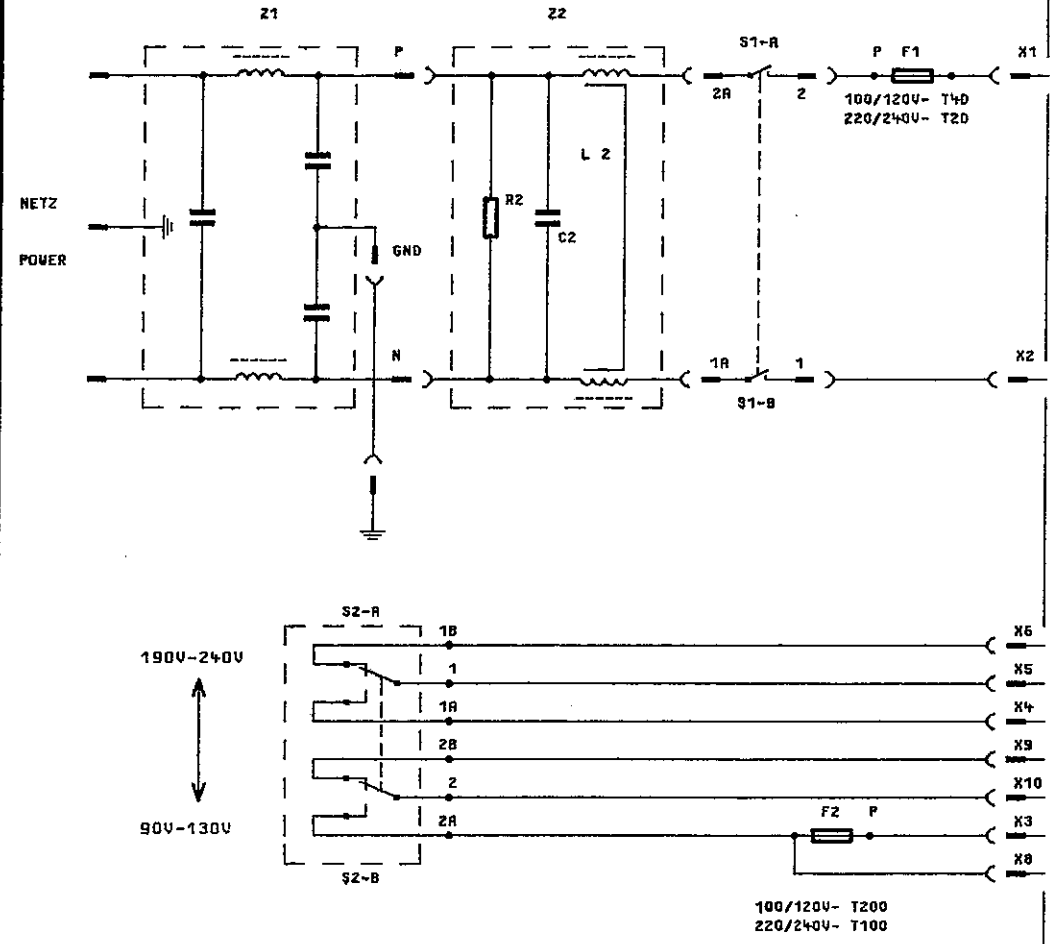 Z1
Z2
P
S1-A
P F1
X1
2A
2
100/120V- T4D
220/240V- T2D
L 2
NETZ
R2
C2
GND
POWER
N
1A
1
X2
S1-B
S2-A
190V-240V
1B
X6
1
X5
1A
X4
2B
X9
2
X10
90V-130V
F2 P
2A
X3
S2-B
X8
100/120V- T200
220/240V- T100